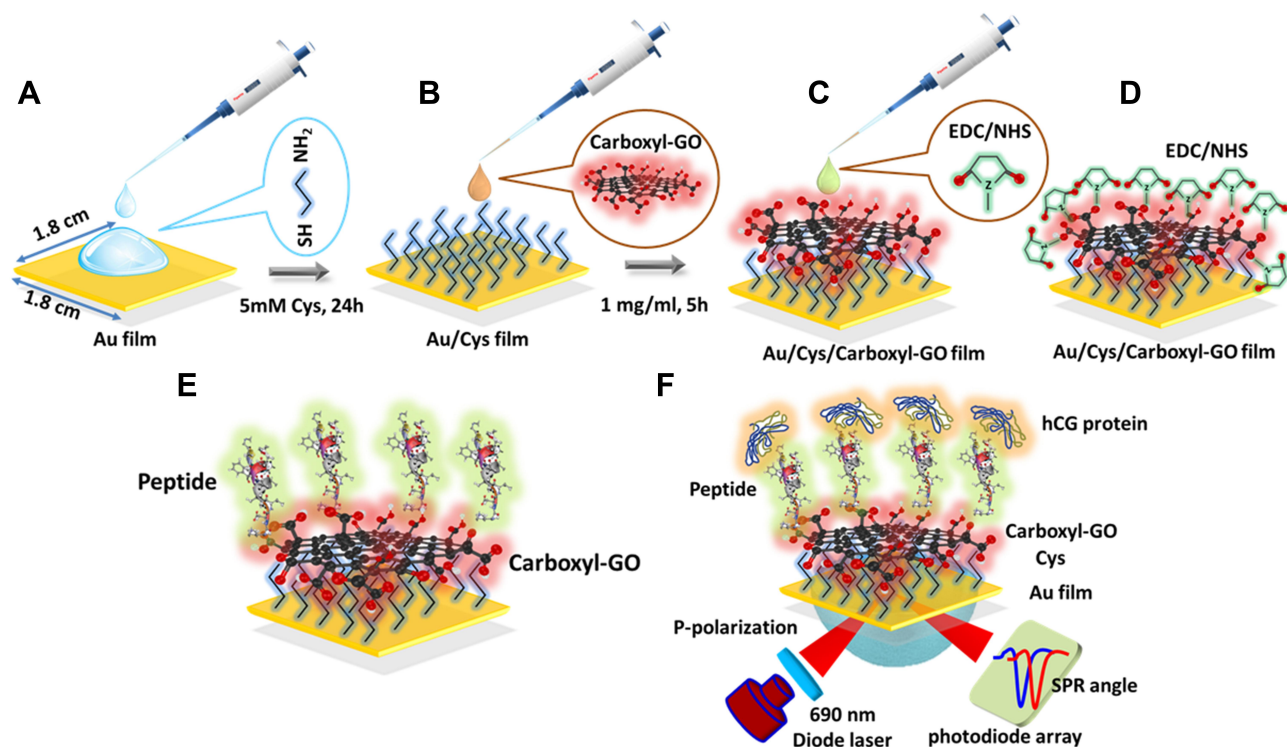 A
B
C
D
1.8 cm
1.8 cm
SH
NH2
Au film
5mM Cys, 24h
Carboxyl-GO
Au/Cys film
1 mg/ml, 5h
EDC/NHS
Z
Au/Cys/Carboxyl-GO film
EDC/NHS
Z
Z
Z
Z
Au/Cys/Carboxyl-GO film
E
Peptide
Carboxyl-GO
F
hCG protein
Peptide
Carboxyl-GO
Cys
Au film
P-polarization
690 nm
Diode laser
SPR angle
photodiode array